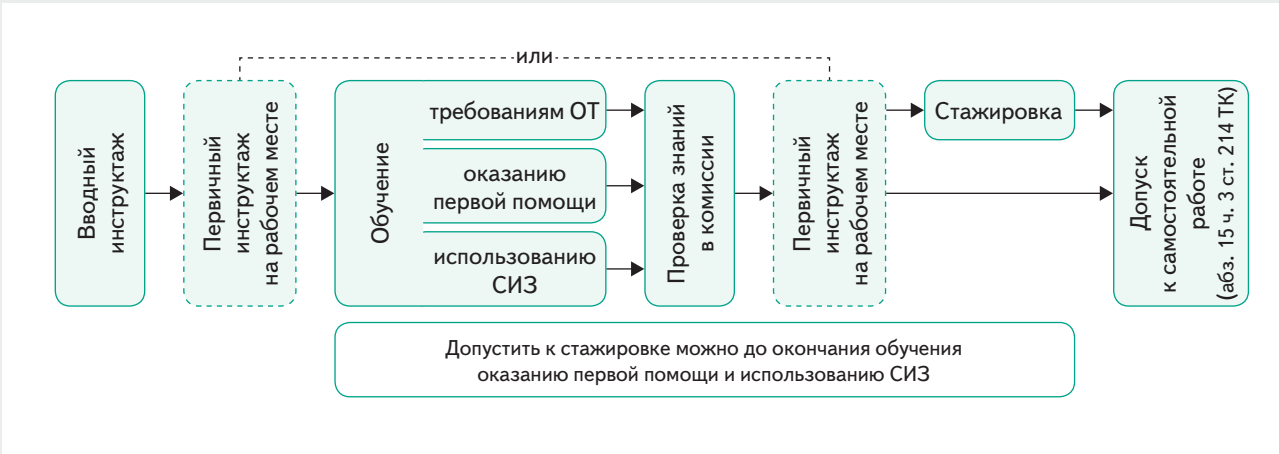 или
Вводный
инструктаж
Первичный
инструктаж
на рабочем месте
Обучение
требованиям ОТ
оказанию
первой помощи
использованию
СИЗ
Проверка знаний
в комиссии
Первичный
инструктаж
на рабочем месте
Стажировка
Допуск
к самостоятельной
работе
(абз. 15 ч. 3 ст. 214 ТК)
Допустить к стажировке можно до окончания обучения
оказанию первой помощи и использованию СИЗ